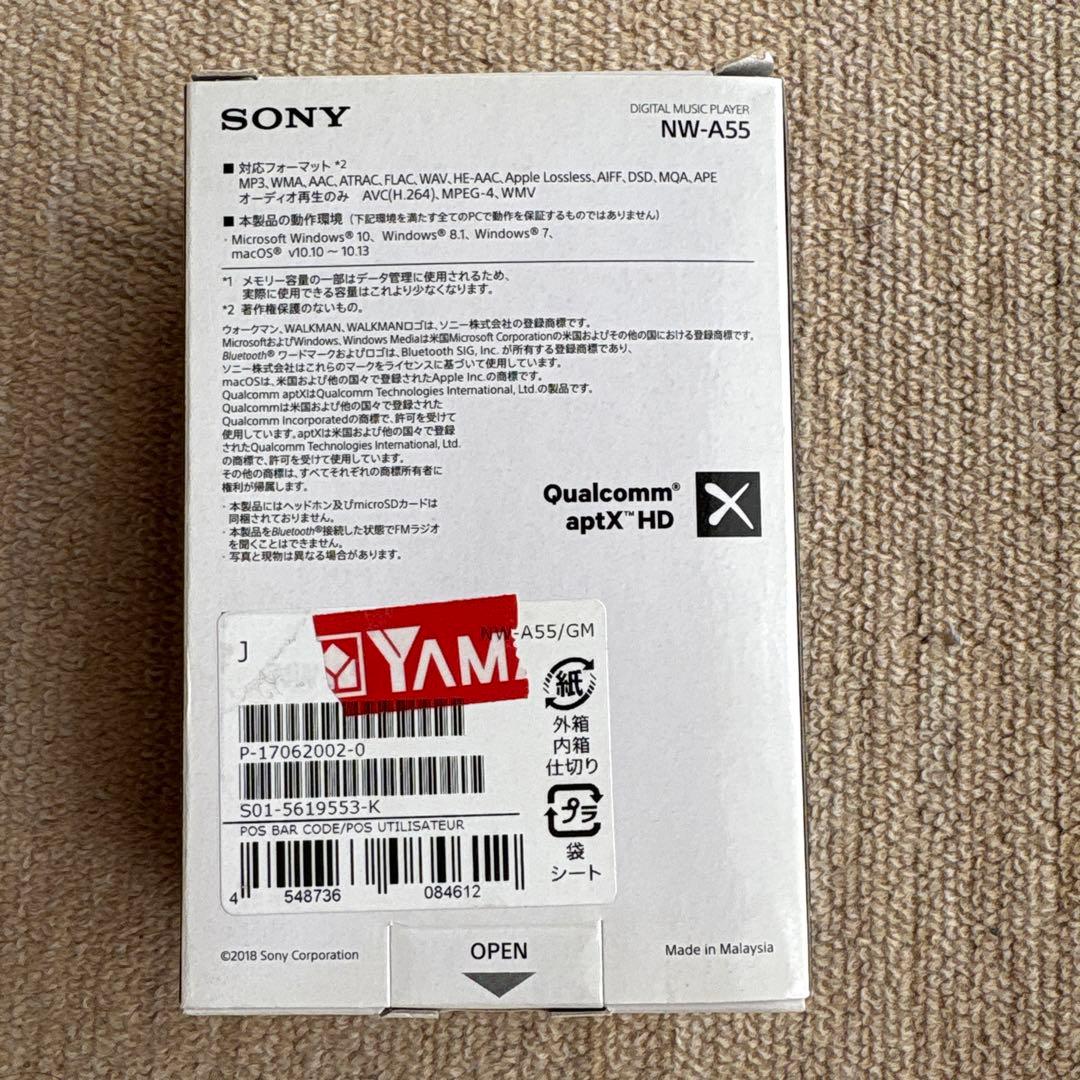 SONY
DIGITAL MUSIC PLAYER
NW-A55
■ 対応フォーマット *2
MP3、WMA、AAC、ATRAC、FLAC、WAV、HE-AAC、Apple Lossless、AIFF、DSD、MQA、APE
オーディオ再生のみ AVC(H.264)、MPEG-4、WMV
■ 本製品の動作環境（下記環境を満たす全てのPCで動作を保証するものではありません）
・Microsoft Windows® 10、Windows® 8.1、Windows® 7、
macOS® v10.10 ~ 10.13
*1 メモリー容量の一部はデータ管理に使用されるため、
実際に使用できる容量はこれより少なくなります。
*2 著作権保護のないもの。
ウォークマン、WALKMAN、WALKMANロゴは、ソニー株式会社の登録商標です。
MicrosoftおよびWindows、Windows Mediaは米国Microsoft Corporationの米国およびその他の国における登録商標です。
Bluetooth® ワードマークおよびロゴは、Bluetooth SIG, Inc. が所有する登録商標であり、
ソニー株式会社はこれらのマークをライセンスに基づいて使用しています。
macOSは、米国および他の国々で登録されたApple Inc.の商標です。
Qualcomm aptXはQualcomm Technologies International, Ltd.の製品です。
Qualcommは米国および他の国々で登録された
Qualcomm Incorporatedの商標で、許可を受けて
使用しています。aptXは米国および他の国々で登録
されたQualcomm Technologies International, Ltd.
の商標で、許可を受けて使用しています。
その他の商標は、すべてそれぞれの商標所有者に
権利が帰属します。
・本製品にはヘッドホン及びmicroSDカードは
同梱されておりません。
・本製品をBluetooth®接続した状態でFMラジオ
を聞くことはできません。
・写真と現物は異なる場合があります。
Qualcomm®
aptX™ HD
J
NW-A55/GM
YAM
紙
外箱
内箱
仕切り
P-17062002-0
S01-5619553-K
プラ
袋
シート
POS BAR CODE/POS UTILISATEUR
4 548736 084612
©2018 Sony Corporation
OPEN
Made in Malaysia